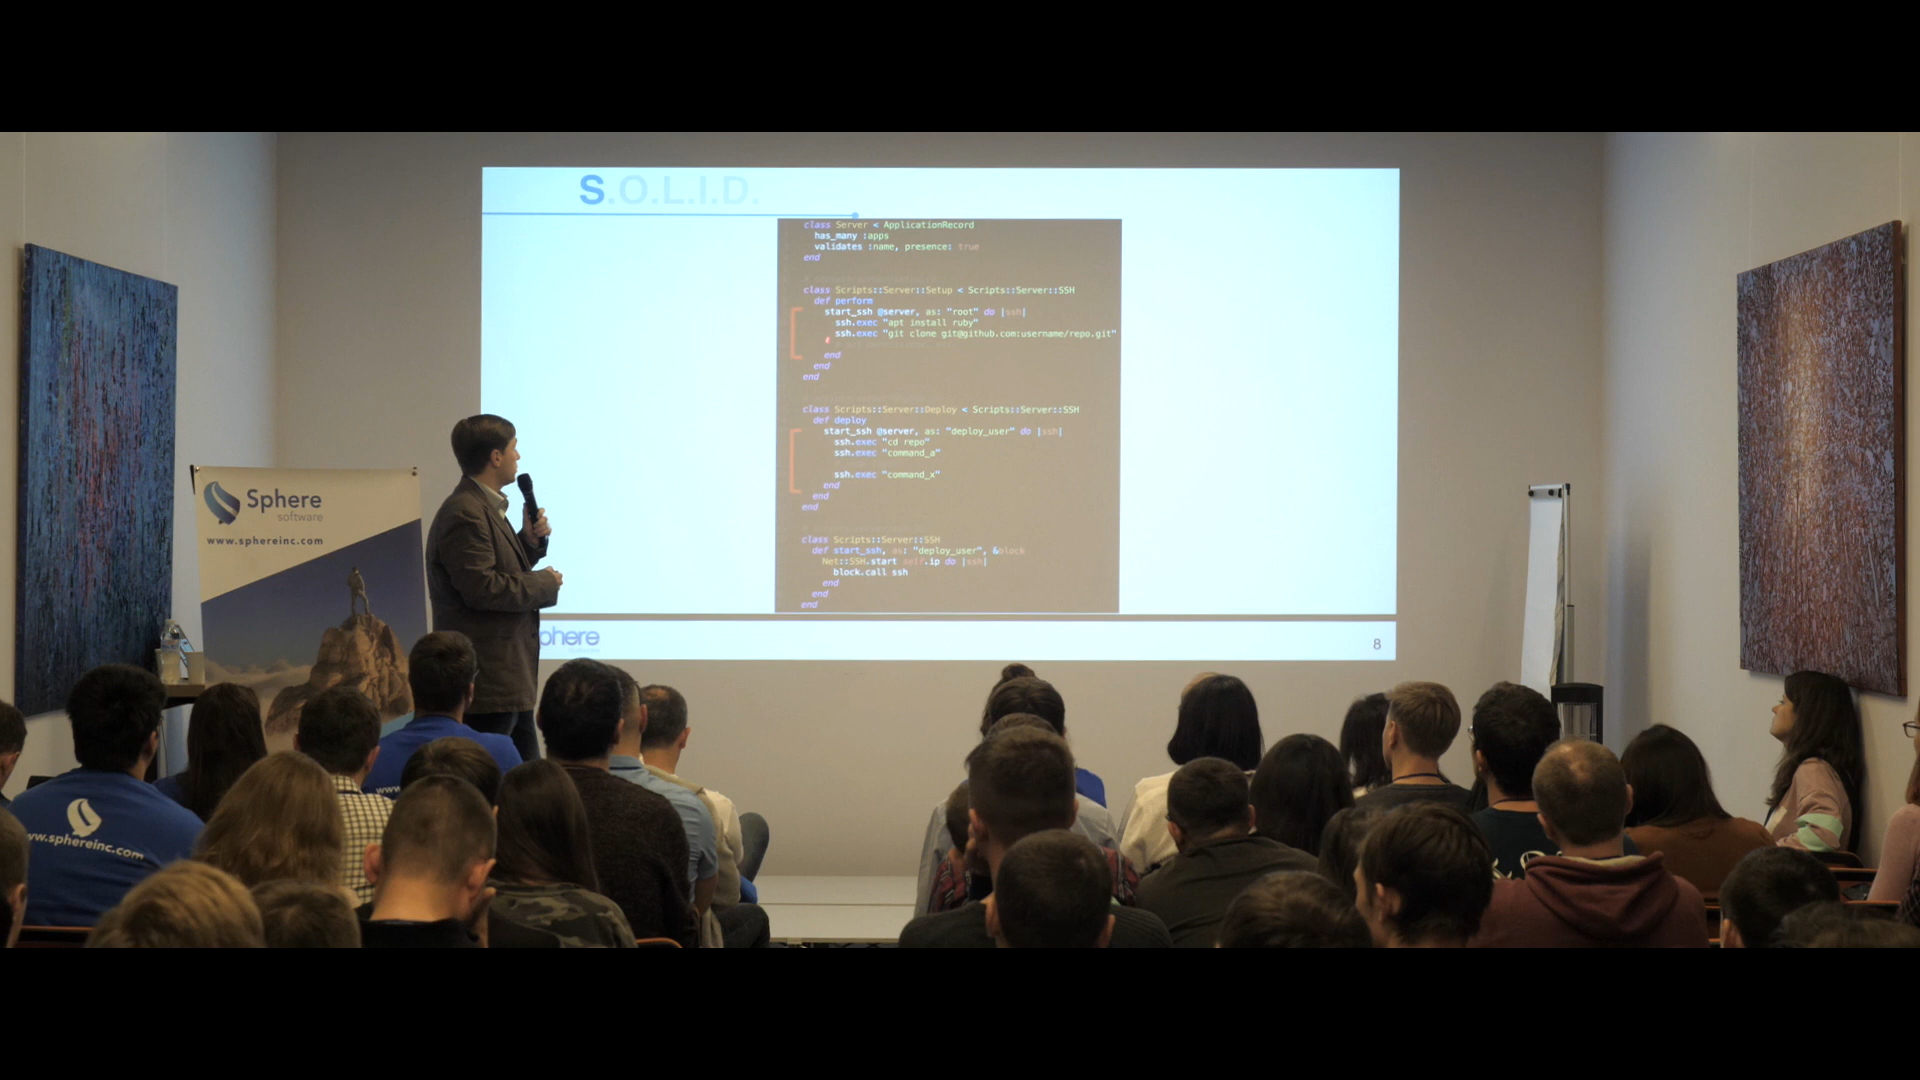 S.O.L.I.D.
class Server < ApplicationRecord
has_many :apps
validates :name, presence: true
end
class Scripts::Server::Setup < Scripts::Server::SSH
def perform
start_ssh @server, as: "root" do |ssh|
ssh.exec "apt install ruby"
ssh.exec "git clone git@github.com:username/repo.git"
end
end
end
class Scripts::Server::Deploy < Scripts::Server::SSH
def deploy
start_ssh @server, as: "deploy_user" do |ssh|
ssh.exec "cd repo"
ssh.exec "command_a"
ssh.exec "command_x"
end
end
end
class Scripts::Server::SSH
def start_ssh, as: "deploy_user", &block
Net::SSH.start self.ip do |ssh|
block.call ssh
end
end
end
phere
8
Sphere
software
www.sphereinc.com
ww.sphereinc.com
www